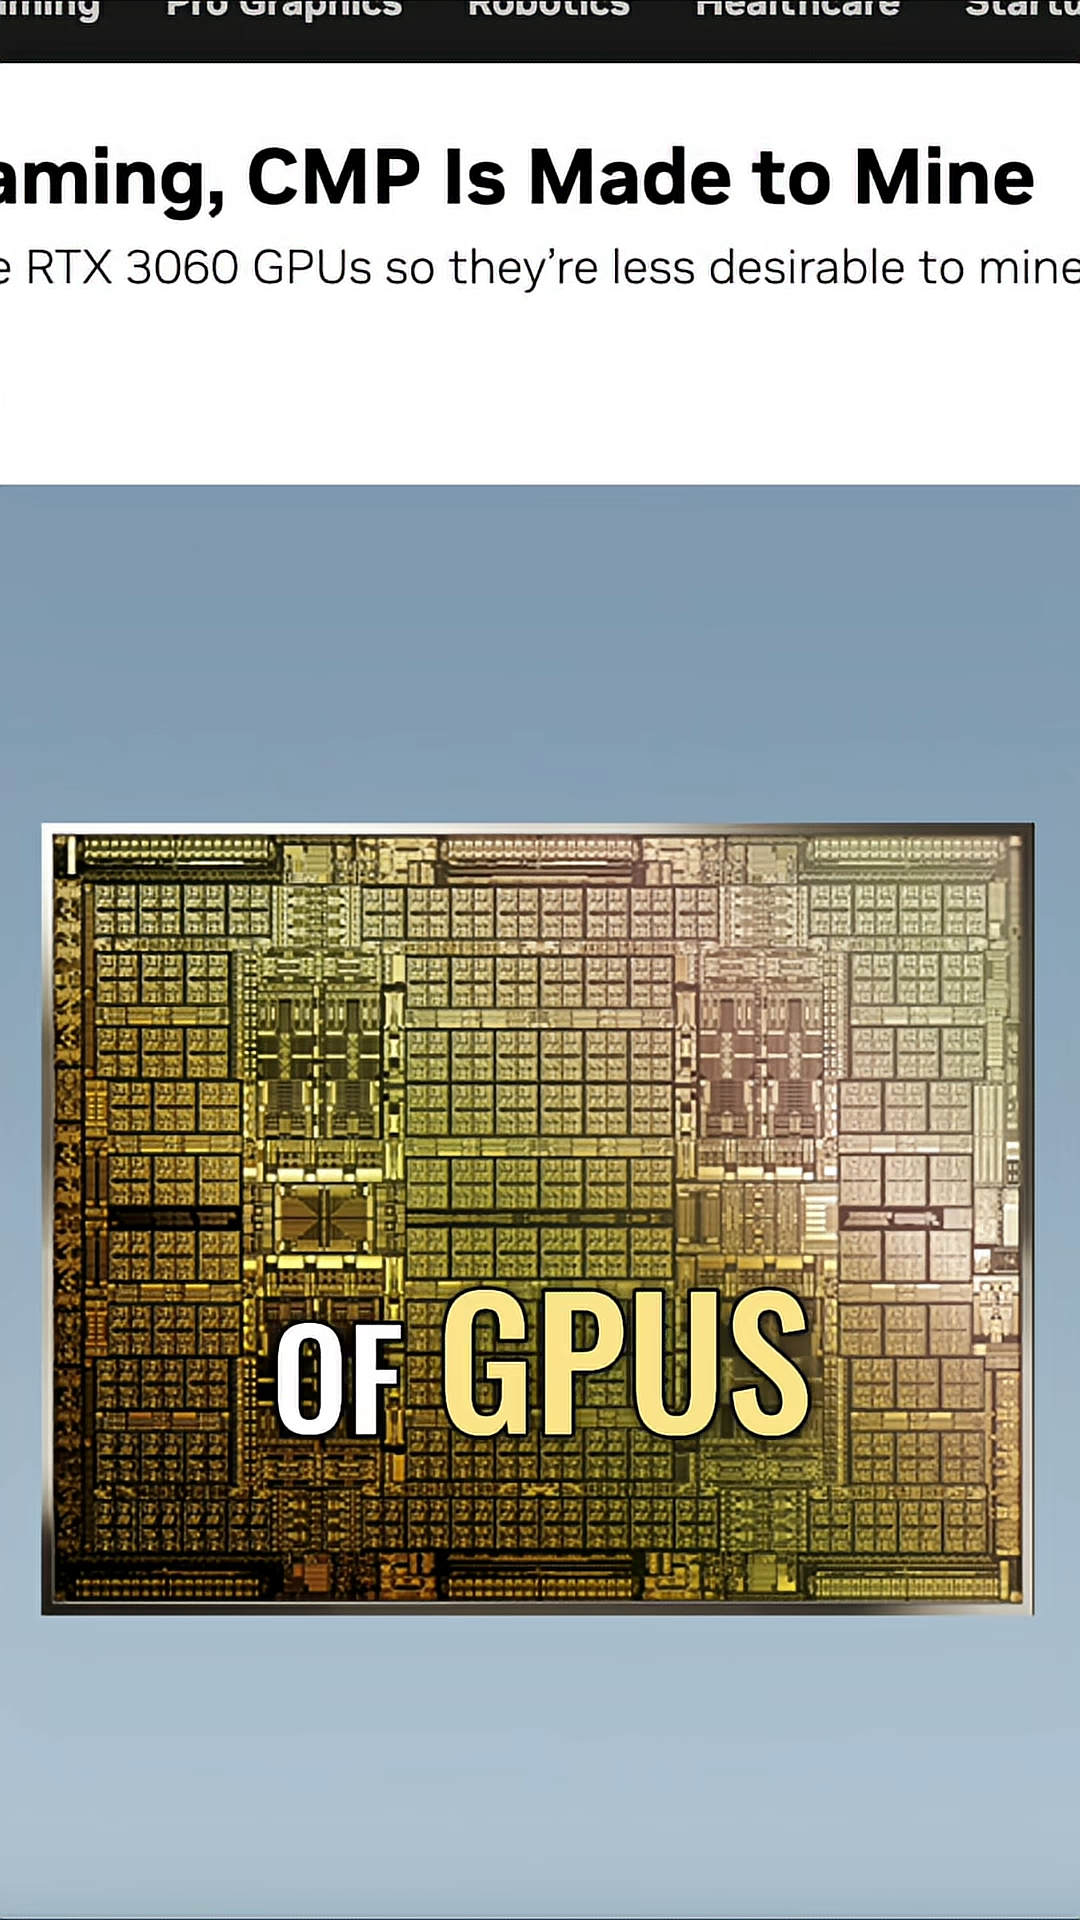 Pro Graphics Robotics Healthcare
aming, CMP Is Made to Mine
e RTX 3060 GPUs so they’re less desirable to mine
OF GPUS